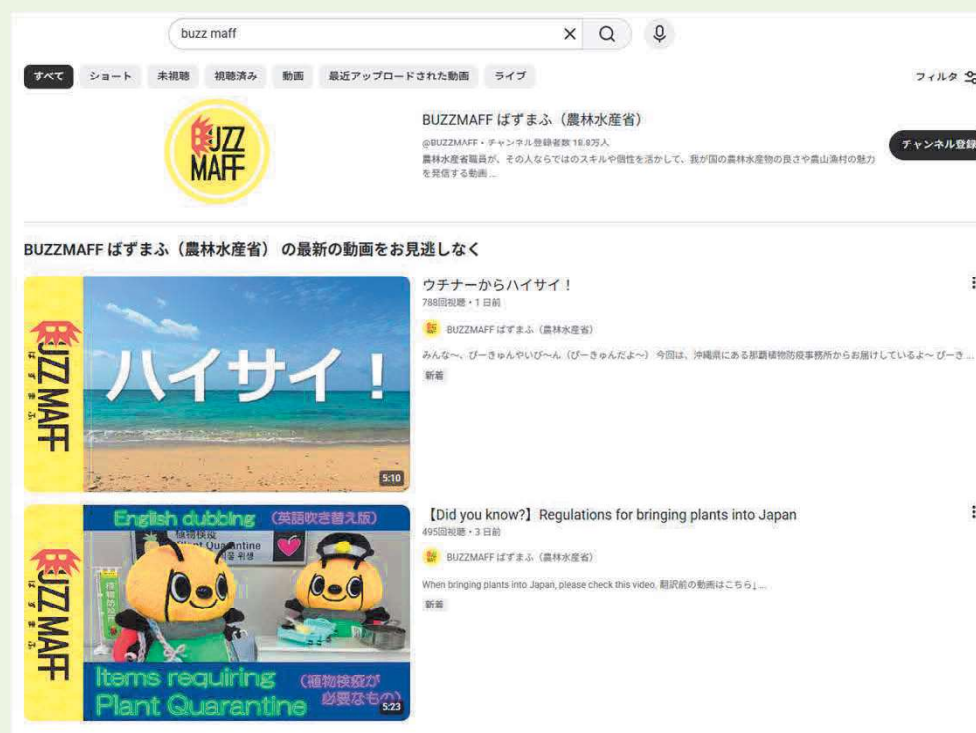 buzz maff
すべて
ショート
未視聴
視聴済み
動画
最近アップロードされた動画
ライブ
フィルタ
BUZZ
MAFF
BUZZMAFF ばずまふ（農林水産省）
@BUZZMAFF・チャンネル登録者数 18.8万人
農林水産省職員が、その人ならではのスキルや個性を活かして、我が国の農林水産物の良さや農山漁村の魅力
を発信する動画 ...
チャンネル登録
BUZZMAFF ばずまふ（農林水産省） の最新の動画をお見逃しなく
BUZZ MAFF
ばずまふ
ハイサイ！
5:10
ウチナーからハイサイ！
788回視聴・1 日前
BUZZMAFF ばずまふ（農林水産省）
みんな〜、ぴーきゅんやいび〜ん（ぴーきゅんだよ〜） 今回は、沖縄県にある那覇植物防疫事務所からお届けしているよ〜 ぴーき ...
新着
BUZZ MAFF
ばずまふ
English dubbing （英語吹き替え版）
植物検疫
Plant Quarantine
Items requiring
Plant Quarantine
（植物検疫が
必要なもの）
5:23
【Did you know?】Regulations for bringing plants into Japan
495回視聴・3 日前
BUZZMAFF ばずまふ（農林水産省）
When bringing plants into Japan, please check this video. 翻訳前の動画はこちら↓ ...
新着